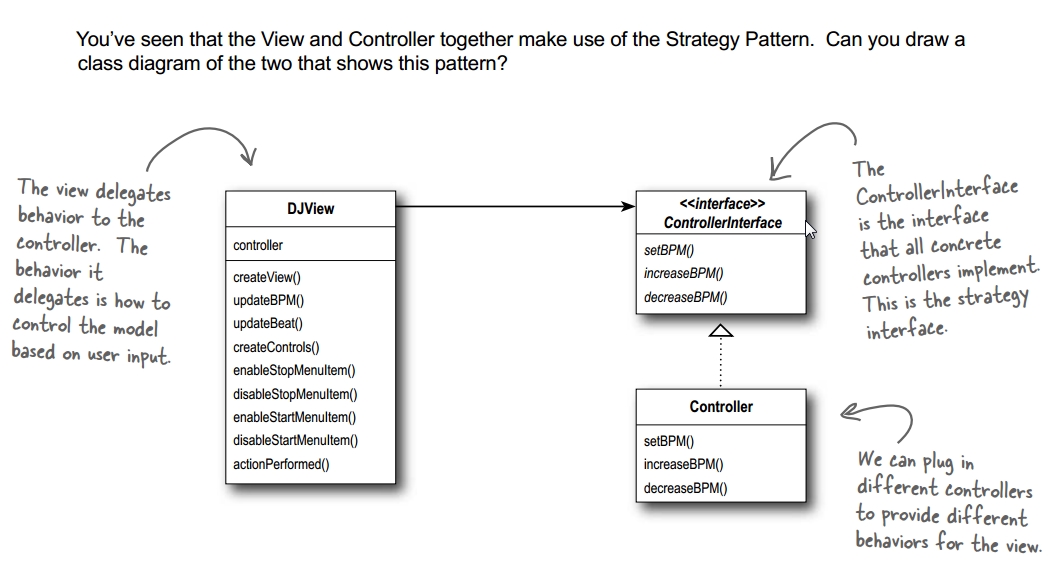 You've seen that the View and Controller together make use of the Strategy Pattern.  Can you draw a
class diagram of the two that shows this pattern?
The view delegates
behavior to the
controller.  The
behavior it
delegates is how to
control the model
based on user input.
DJView
controller
createView()
updateBPM()
updateBeat()
createControls()
enableStopMenuItem()
disableStopMenuItem()
enableStartMenuItem()
disableStartMenuItem()
actionPerformed()
<<interface>>
ControllerInterface
setBPM()
increaseBPM()
decreaseBPM()
The
ControllerInterface
is the interface
that all concrete
controllers implement.
This is the strategy
interface.
Controller
setBPM()
increaseBPM()
decreaseBPM()
We can plug in
different controllers
to provide different
behaviors for the view.